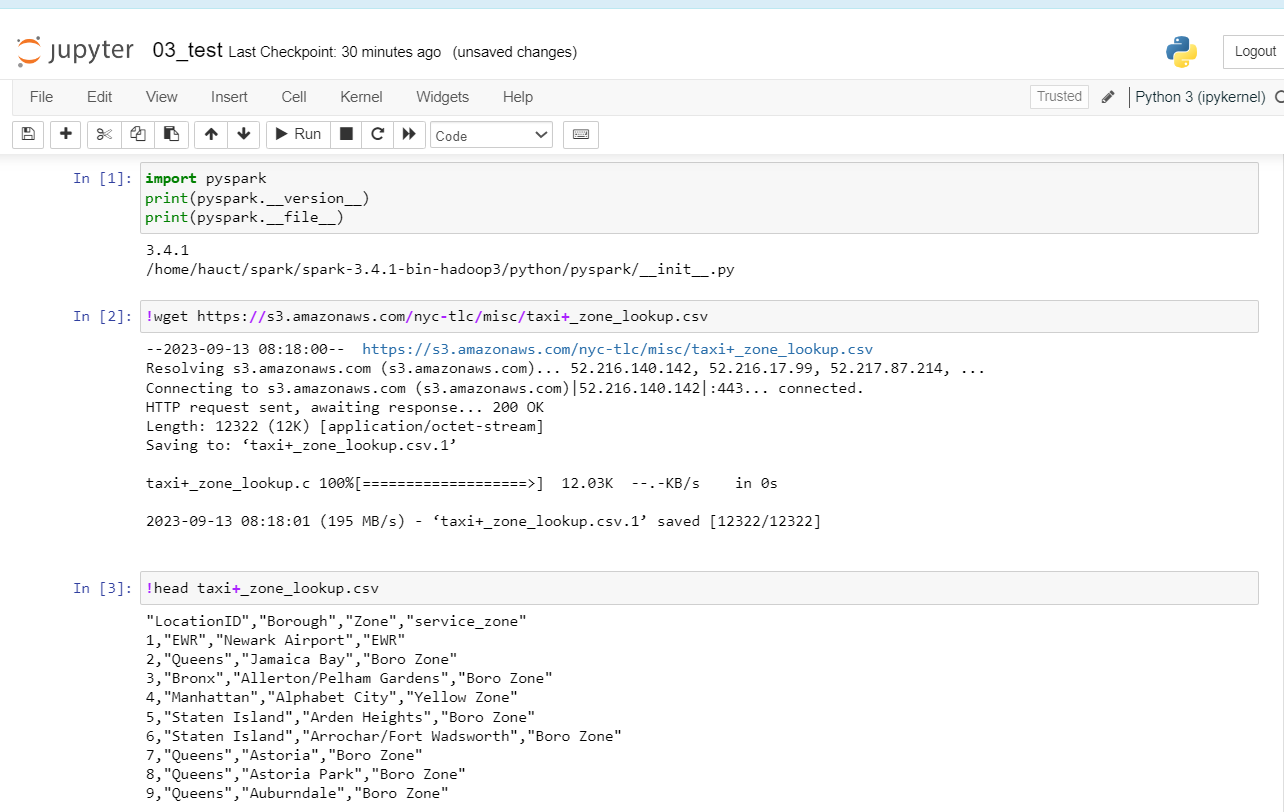 jupyter 03_test Last Checkpoint: 30 minutes ago (unsaved changes) Logout
File Edit View Insert Cell Kernel Widgets Help Trusted Python 3 (ipykernel)
Run Code
In [1]: import pyspark
print(pyspark.__version__)
print(pyspark.__file__)
3.4.1
/home/hauct/spark/spark-3.4.1-bin-hadoop3/python/pyspark/__init__.py
In [2]: !wget https://s3.amazonaws.com/nyc-tlc/misc/taxi+_zone_lookup.csv
--2023-09-13 08:18:00--  https://s3.amazonaws.com/nyc-tlc/misc/taxi+_zone_lookup.csv
Resolving s3.amazonaws.com (s3.amazonaws.com)... 52.216.140.142, 52.216.17.99, 52.217.87.214, ...
Connecting to s3.amazonaws.com (s3.amazonaws.com)|52.216.140.142|:443... connected.
HTTP request sent, awaiting response... 200 OK
Length: 12322 (12K) [application/octet-stream]
Saving to: ‘taxi+_zone_lookup.csv.1’
taxi+_zone_lookup.c 100%[===================>]  12.03K  --.-KB/s    in 0s
2023-09-13 08:18:01 (195 MB/s) - ‘taxi+_zone_lookup.csv.1’ saved [12322/12322]
In [3]: !head taxi+_zone_lookup.csv
"LocationID","Borough","Zone","service_zone"
1,"EWR","Newark Airport","EWR"
2,"Queens","Jamaica Bay","Boro Zone"
3,"Bronx","Allerton/Pelham Gardens","Boro Zone"
4,"Manhattan","Alphabet City","Yellow Zone"
5,"Staten Island","Arden Heights","Boro Zone"
6,"Staten Island","Arrochar/Fort Wadsworth","Boro Zone"
7,"Queens","Astoria","Boro Zone"
8,"Queens","Astoria Park","Boro Zone"
9,"Queens","Auburndale","Boro Zone"